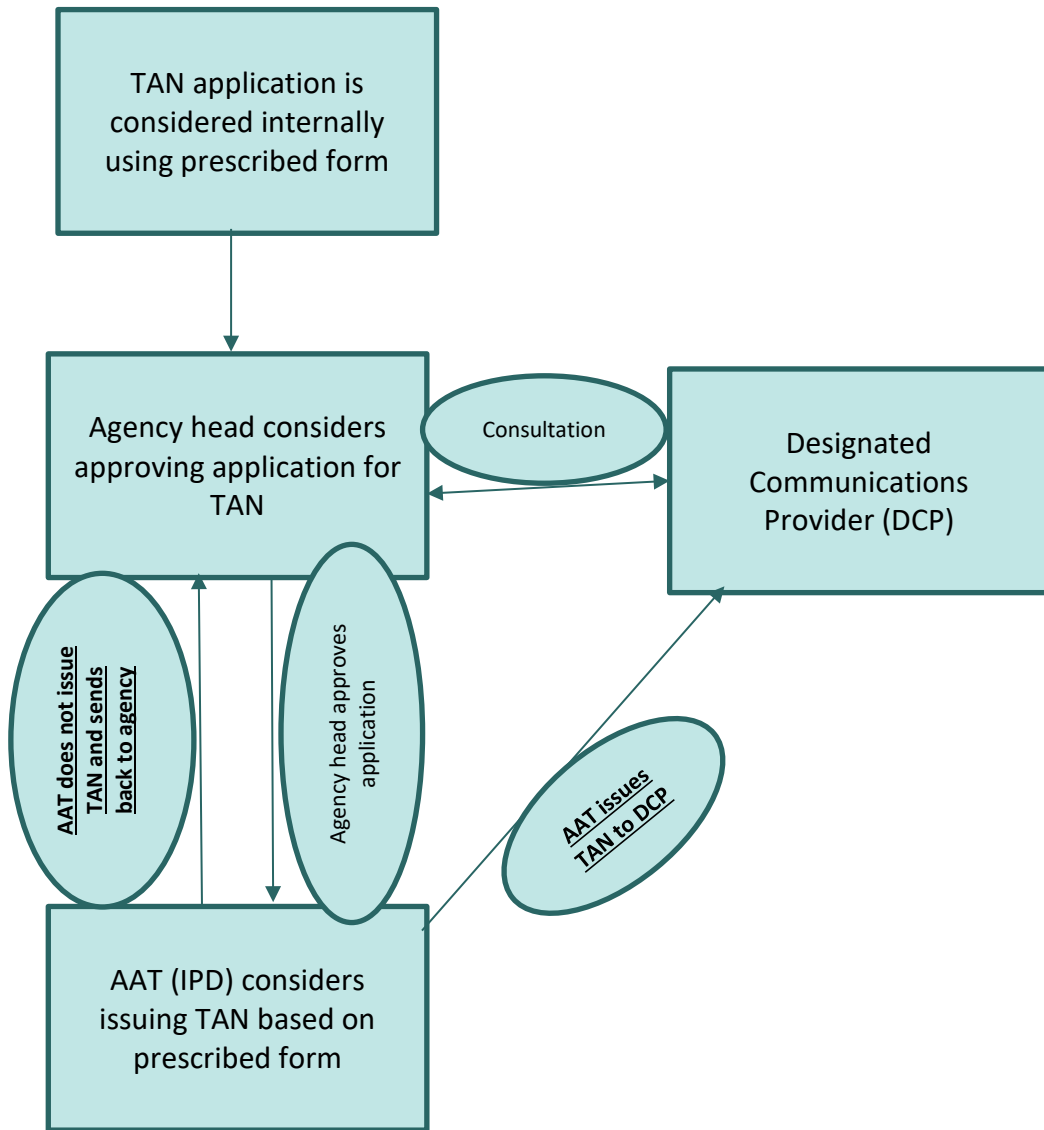 TAN application is
considered internally
using prescribed form
Agency head considers
approving application for
TAN
Consultation
Designated
Communications
Provider (DCP)
AAT does not issue
TAN and sends
back to agency
Agency head approves
application
AAT issues
TAN to DCP
AAT (IPD) considers
issuing TAN based on
prescribed form